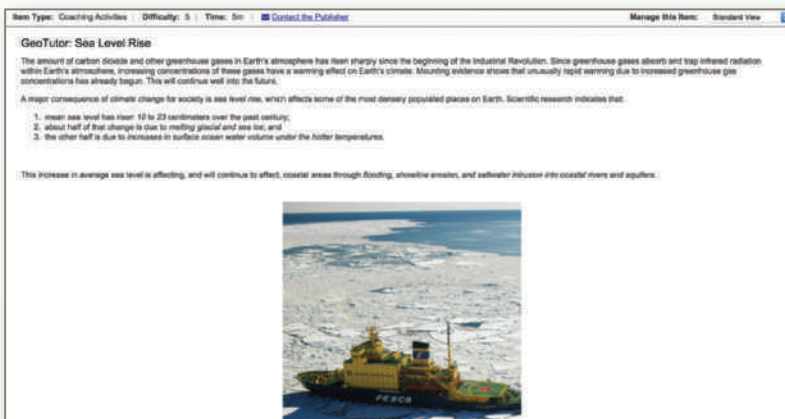 Item Type: Coaching Activities | Difficulty: 5 | Time: 5m | Contact the Publisher Manage this Item: Standard View
GeoTutor: Sea Level Rise
The amount of carbon dioxide and other greenhouse gases in Earth's atmosphere has risen sharply since the beginning of the Industrial Revolution. Since greenhouse gases absorb and trap infrared radiation
within Earth's atmosphere, increasing concentrations of these gases have a warming effect on Earth's climate. Mounting evidence shows that unusually rapid warming due to increased greenhouse gas
concentrations has already begun. This will continue well into the future.
A major consequence of climate change for society is sea level rise, which affects some of the most densely populated places on Earth. Scientific research indicates that:
1. mean sea level has risen 10 to 23 centimeters over the past century;
2. about half of that change is due to melting glacial and sea ice; and
3. the other half is due to increases in surface ocean water volume under the hotter temperatures.
This increase in average sea level is affecting, and will continue to affect, coastal areas through flooding, shoreline erosion, and saltwater intrusion into coastal rivers and aquifers. .
FESCO